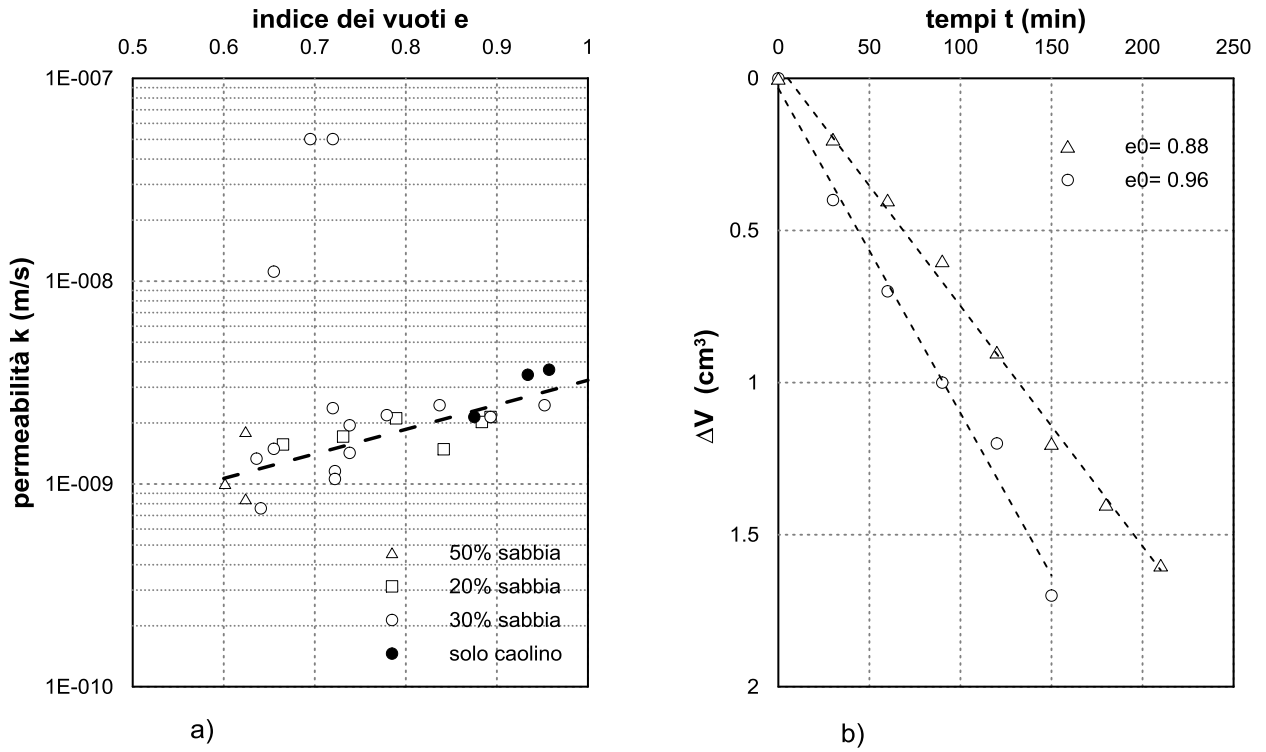 indice dei vuoti e
0.5 0.6 0.7 0.8 0.9 1
1E-007
1E-008
1E-009
1E-010
permeabilità k (m/s)
50% sabbia
20% sabbia
30% sabbia
solo caolino
a)
tempi t (min)
0 50 100 150 200 250
0
0.5
1
1.5
2
ΔV (cm³)
e0= 0.88
e0= 0.96
b)